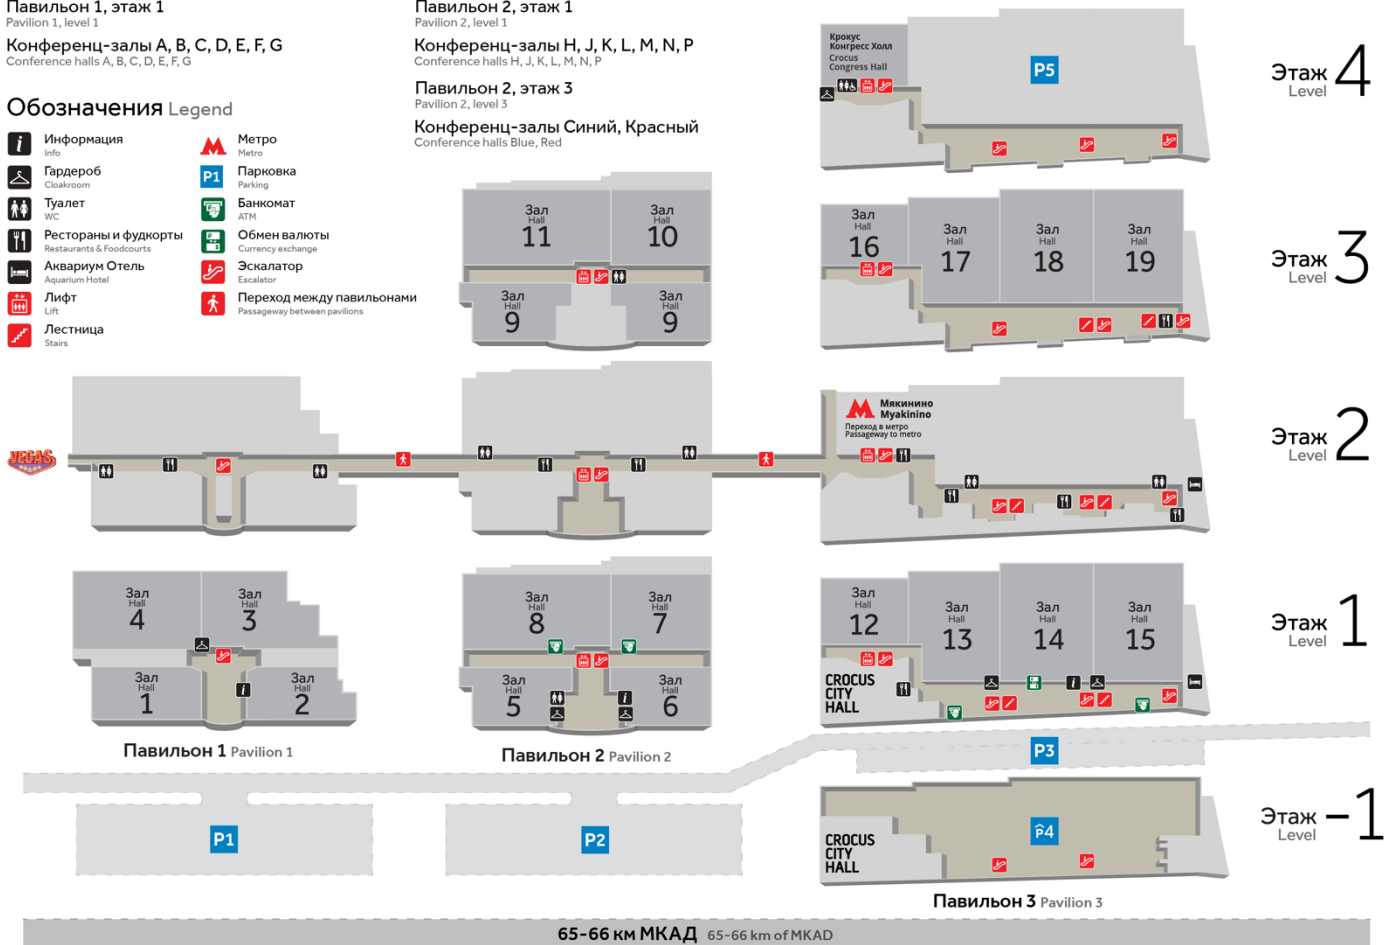 Павильон 1, этаж 1
Pavilion 1, level 1
Конференц-залы A, B, C, D, E, F, G
Conference halls A, B, C, D, E, F, G
Павильон 2, этаж 1
Pavilion 2, level 1
Конференц-залы H, J, K, L, M, N, P
Conference halls H, J, K, L, M, N, P
Павильон 2, этаж 3
Pavilion 2, level 3
Конференц-залы Синий, Красный
Conference halls Blue, Red
Обозначения Legend
Информация
Info
Гардероб
Cloakroom
Туалет
WC
Рестораны и фудкорты
Restaurants & Foodcourts
Аквариум Отель
Aquarium Hotel
Лифт
Lift
Лестница
Stairs
Метро
Metro
P1
Парковка
Parking
Банкомат
ATM
Обмен валюты
Currency exchange
Эскалатор
Escalator
Переход между павильонами
Passageway between pavilions
Крокус
Конгресс Холл
Crocus
Congress Hall
P5
Этаж 4
Level
Зал
Hall
11
Зал
Hall
10
Зал
Hall
9
Зал
Hall
9
Зал
Hall
16
Зал
Hall
17
Зал
Hall
18
Зал
Hall
19
Этаж 3
Level
VEGAS
Мякинино
Myakinino
Переход в метро
Passageway to metro
Этаж 2
Level
Зал
Hall
4
Зал
Hall
3
Зал
Hall
1
Зал
Hall
2
Павильон 1 Pavilion 1
Зал
Hall
8
Зал
Hall
7
Зал
Hall
5
Зал
Hall
6
Павильон 2 Pavilion 2
Зал
Hall
12
Зал
Hall
13
Зал
Hall
14
Зал
Hall
15
CROCUS
CITY
HALL
Этаж 1
Level
P3
P1
P2
P4
CROCUS
CITY
HALL
Этаж -1
Level
Павильон 3 Pavilion 3
65-66 км МКАД 65-66 km of MKAD